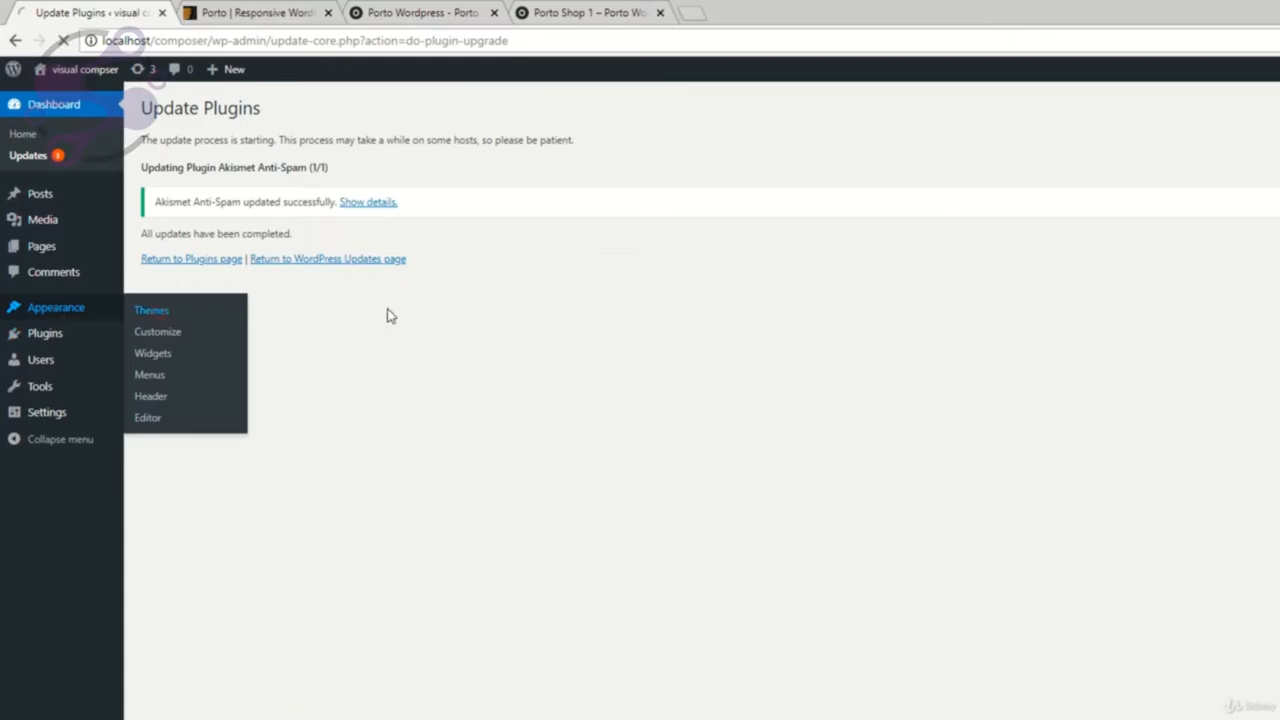 Update Plugins ‹ visual c
Porto | Responsive Word
Porto Wordpress - Porto
Porto Shop 1 – Porto Wo
localhost/composer/wp-admin/update-core.php?action=do-plugin-upgrade
visual compser
3
0
New
Dashboard
Home
Updates
Posts
Media
Pages
Comments
Appearance
Plugins
Users
Tools
Settings
Collapse menu
Themes
Customize
Widgets
Menus
Header
Editor
Update Plugins
The update process is starting. This process may take a while on some hosts, so please be patient.
Updating Plugin Akismet Anti-Spam (1/1)
Akismet Anti-Spam updated successfully. Show details.
All updates have been completed.
Return to Plugins page | Return to WordPress Updates page
Udemy